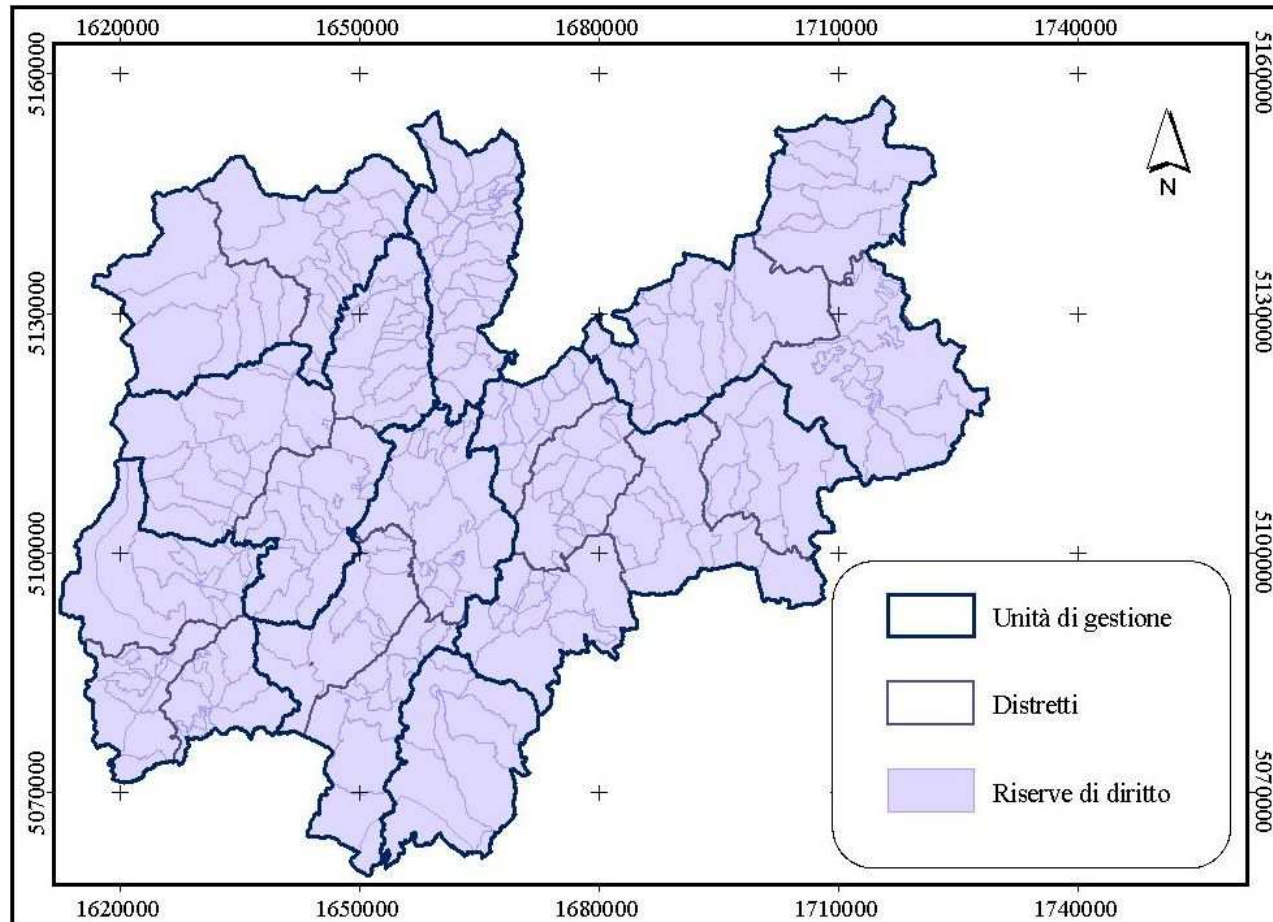 1620000 1650000 1680000 1710000 1740000
5160000 5160000
N
5130000 5130000
5100000 5100000
Unità di gestione
Distretti
Riserve di diritto
5070000 5070000
1620000 1650000 1680000 1710000 1740000